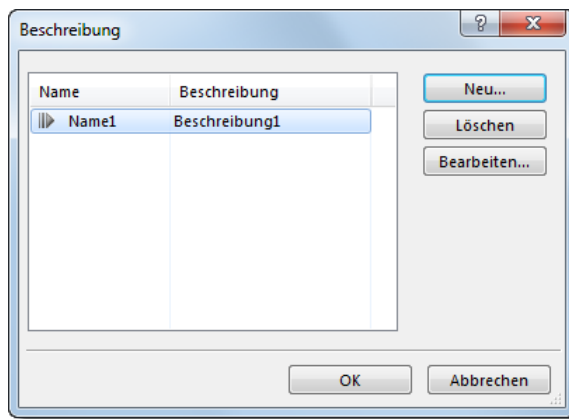 Beschreibung
Name Beschreibung
Name1 Beschreibung1
Neu...
Löschen
Bearbeiten...
OK Abbrechen